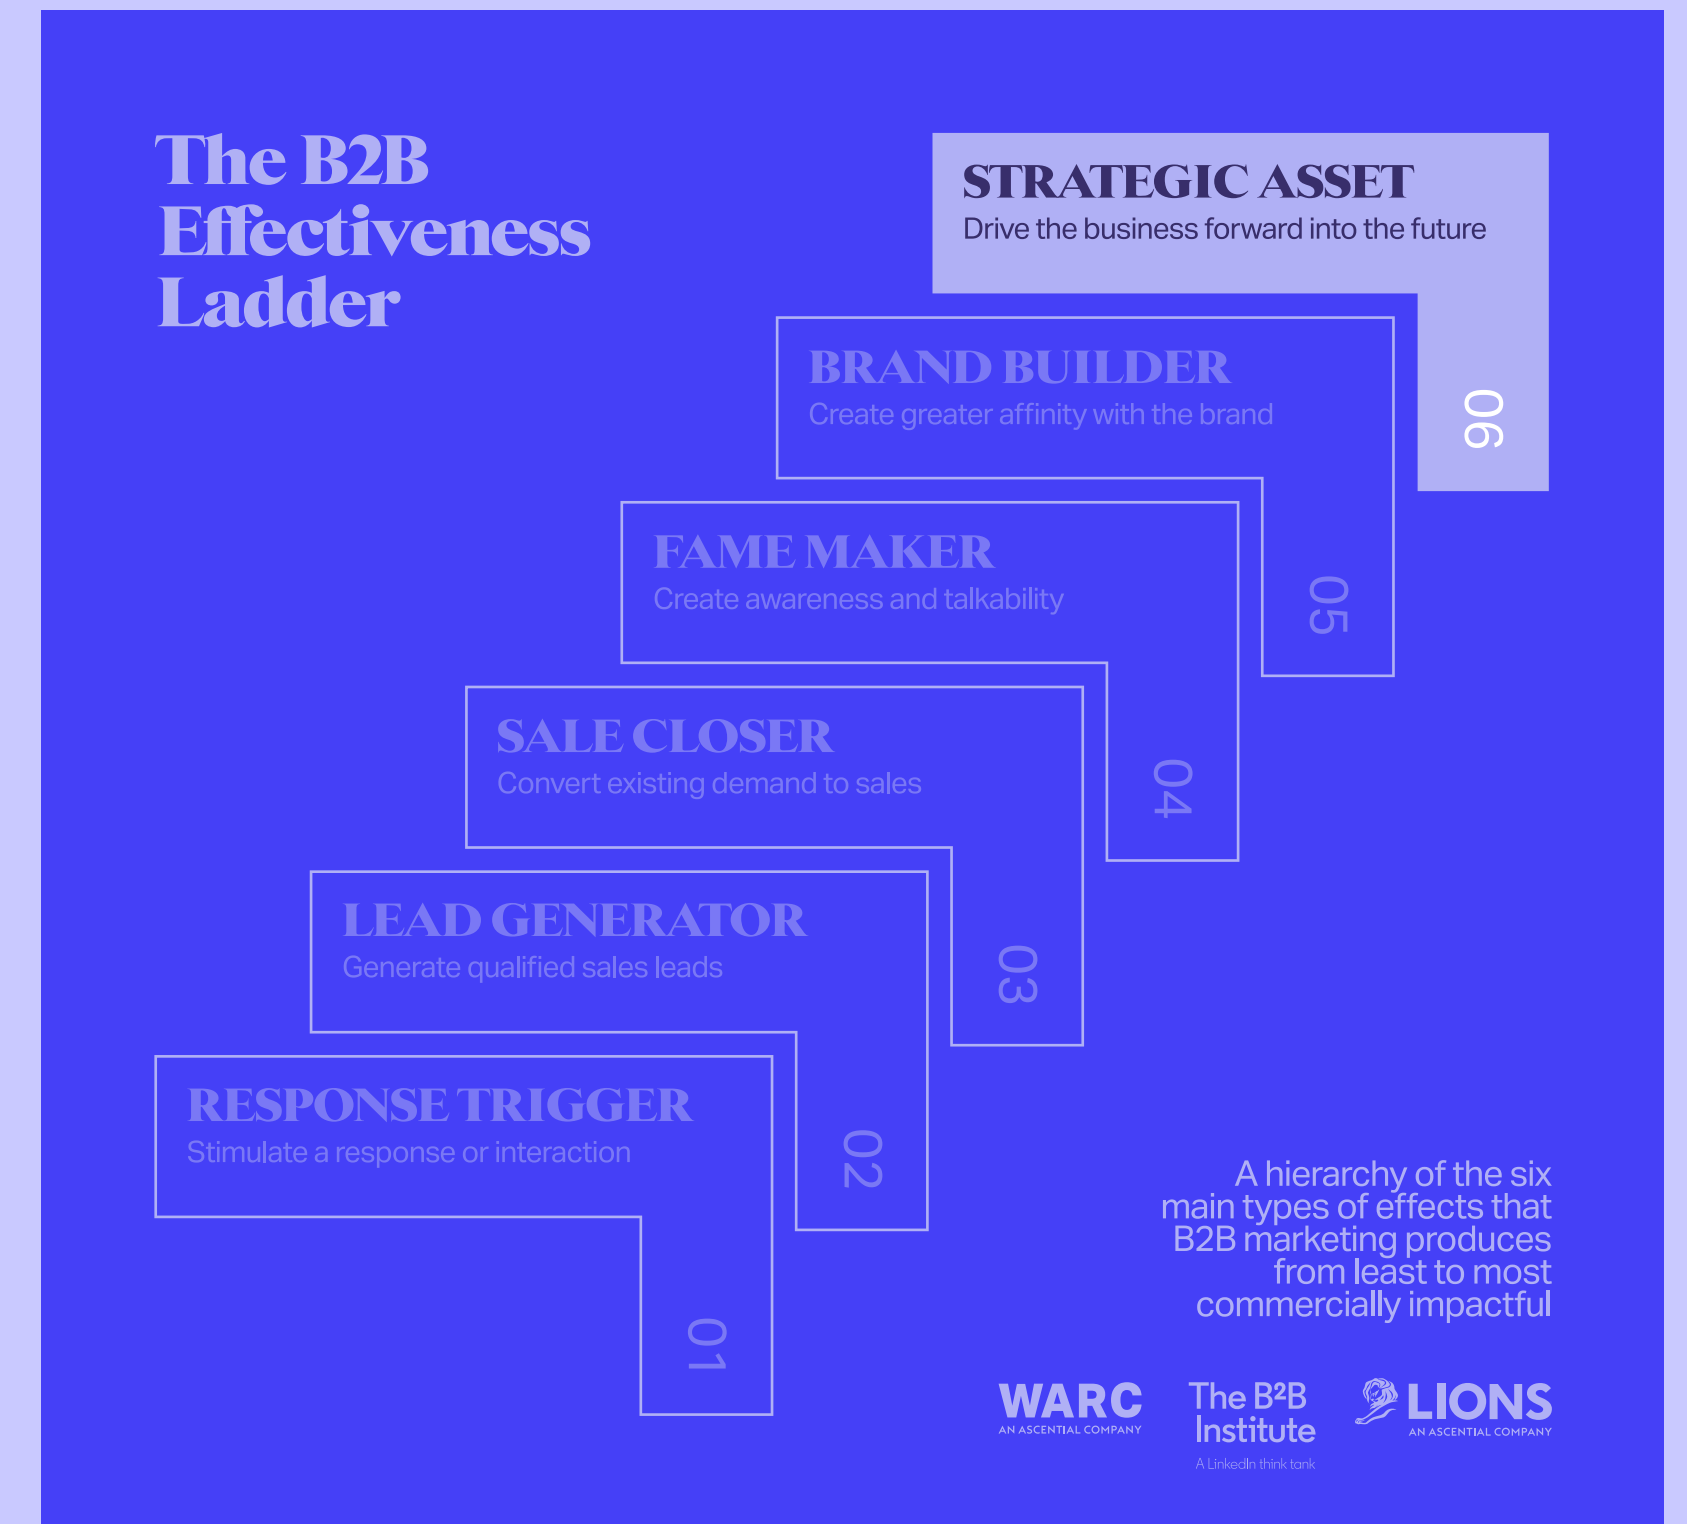 The B2B
Effectiveness
Ladder
STRATEGIC ASSET
Drive the business forward into the future
06
BRAND BUILDER
Create greater affinity with the brand
05
FAME MAKER
Create awareness and talkability
04
SALE CLOSER
Convert existing demand to sales
03
LEAD GENERATOR
Generate qualified sales leads
02
RESPONSE TRIGGER
Stimulate a response or interaction
01
A hierarchy of the six
main types of effects that
B2B marketing produces
from least to most
commercially impactful
WARC
AN ASCENTIAL COMPANY
The B²B
Institute
A LinkedIn think tank
LIONS
AN ASCENTIAL COMPANY